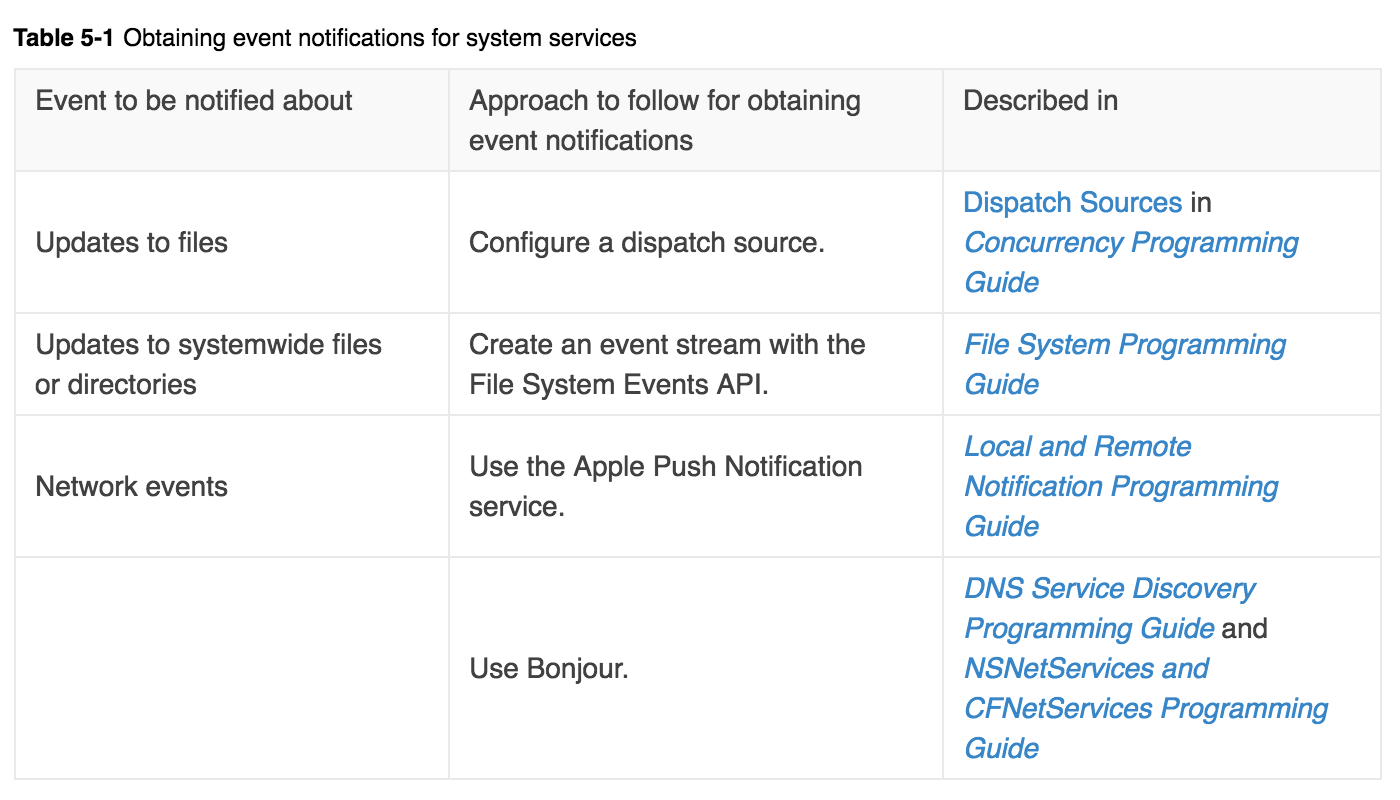 Table 5-1 Obtaining event notifications for system services
Event to be notified about
Approach to follow for obtaining
event notifications
Described in
Updates to files
Configure a dispatch source.
Dispatch Sources in
Concurrency Programming
Guide
Updates to systemwide files
or directories
Create an event stream with the
File System Events API.
File System Programming
Guide
Network events
Use the Apple Push Notification
service.
Local and Remote
Notification Programming
Guide
Use Bonjour.
DNS Service Discovery
Programming Guide and
NSNetServices and
CFNetServices Programming
Guide